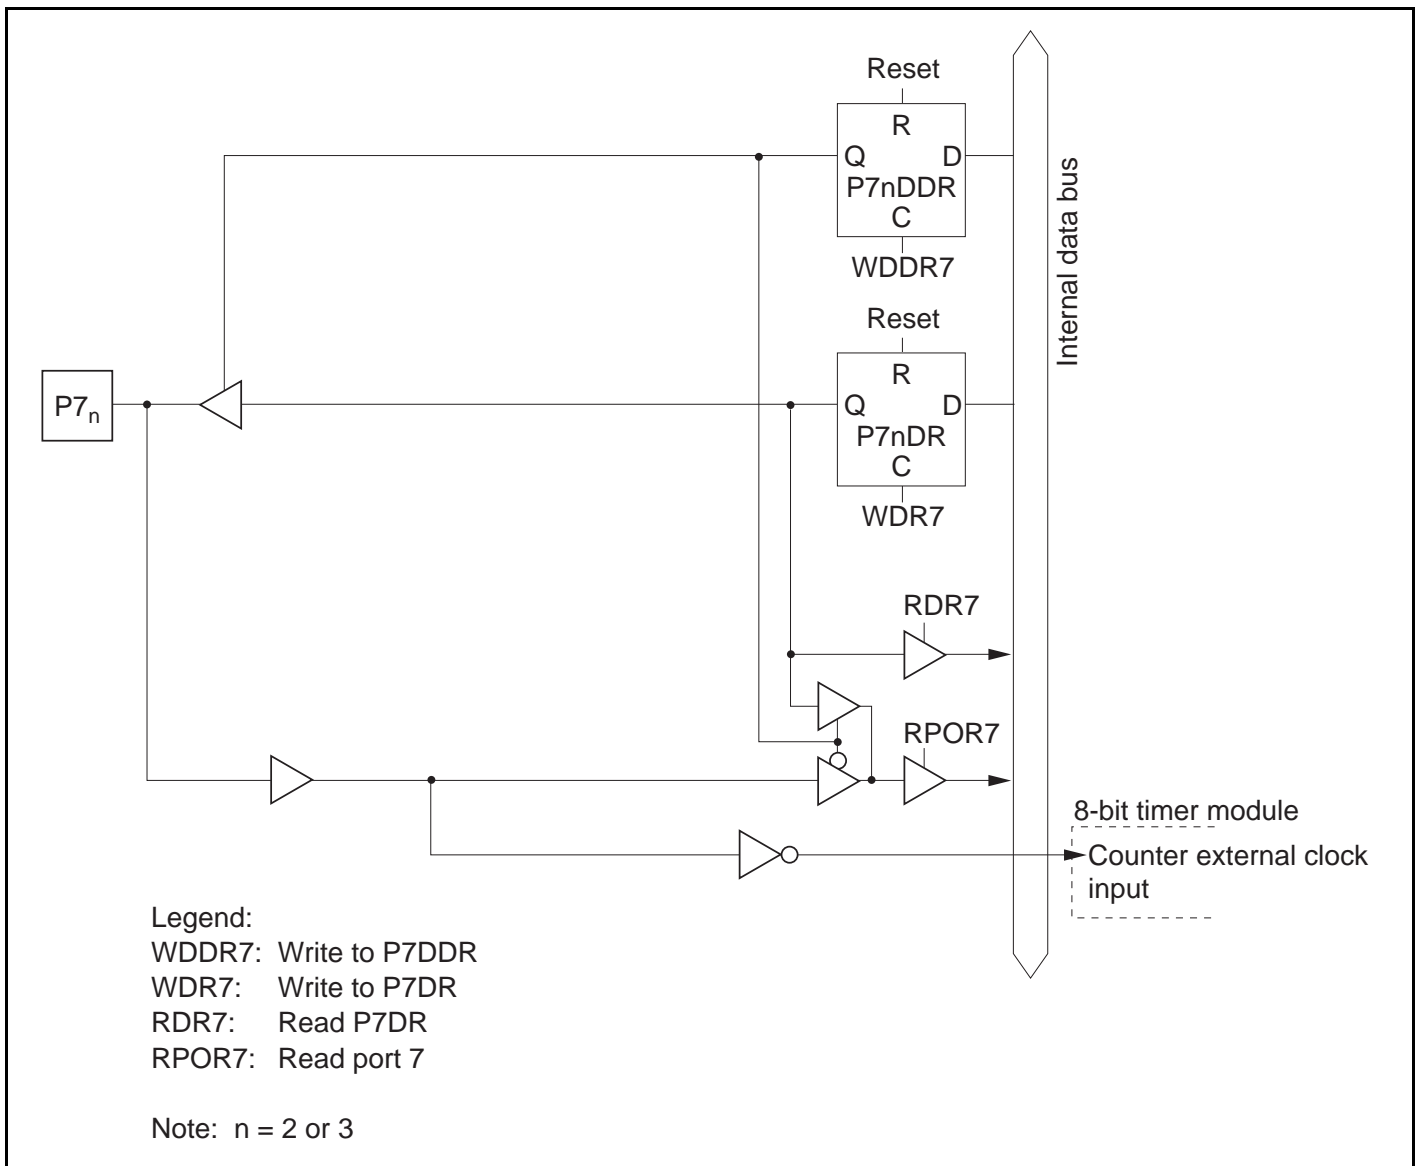 Reset
R
Q D
P7nDDR
C
WDDR7
Internal data bus
Reset
R
P7n
Q D
P7nDR
C
WDR7
RDR7
RPOR7
8-bit timer module
Counter external clock
input
Legend:
WDDR7: Write to P7DDR
WDR7: Write to P7DR
RDR7: Read P7DR
RPOR7: Read port 7
Note: n = 2 or 3